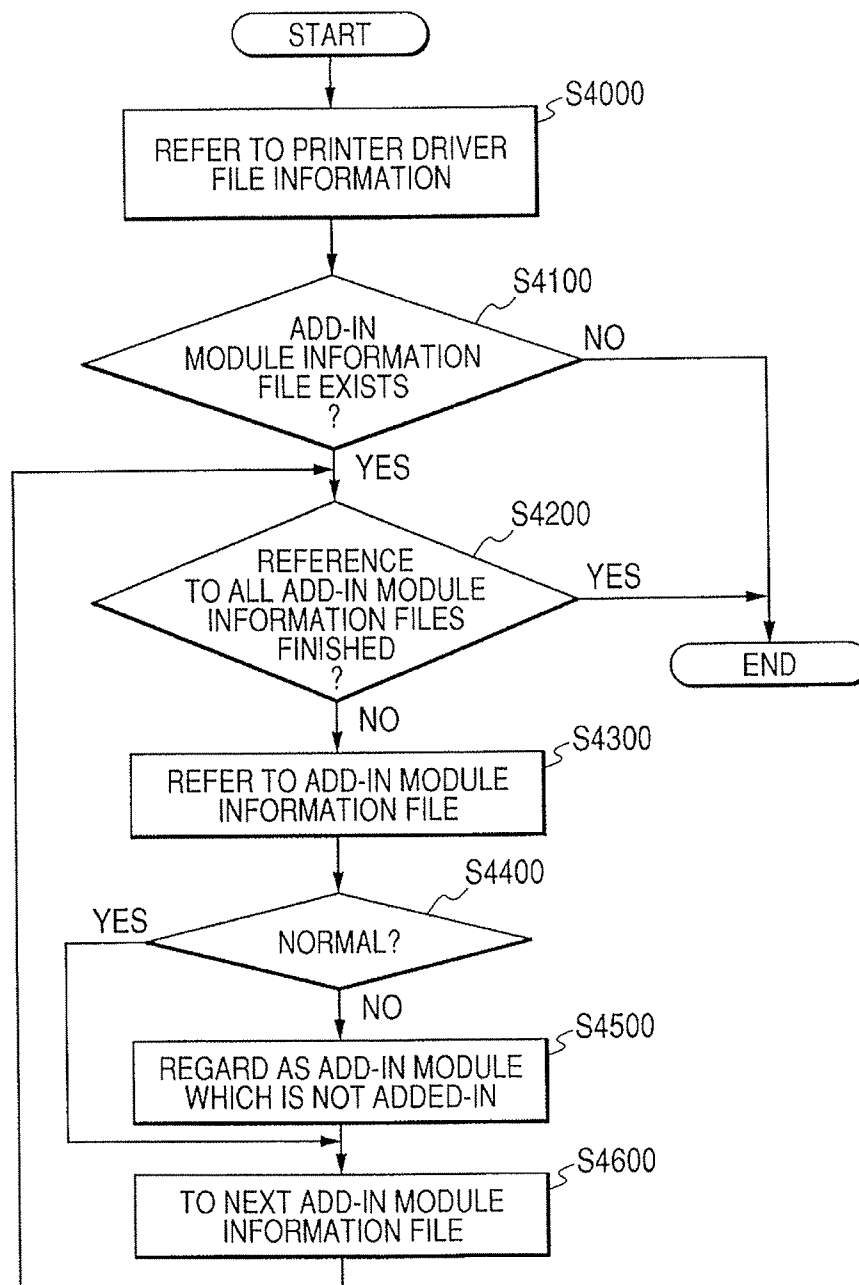 START
S4000
REFER TO PRINTER DRIVER
FILE INFORMATION
S4100
ADD-IN
MODULE INFORMATION
FILE EXISTS
?
NO
YES
S4200
REFERENCE
TO ALL ADD-IN MODULE
INFORMATION FILES
FINISHED
?
YES
END
NO
S4300
REFER TO ADD-IN MODULE
INFORMATION FILE
S4400
YES
NORMAL?
NO
S4500
REGARD AS ADD-IN MODULE
WHICH IS NOT ADDED-IN
S4600
TO NEXT ADD-IN MODULE
INFORMATION FILE